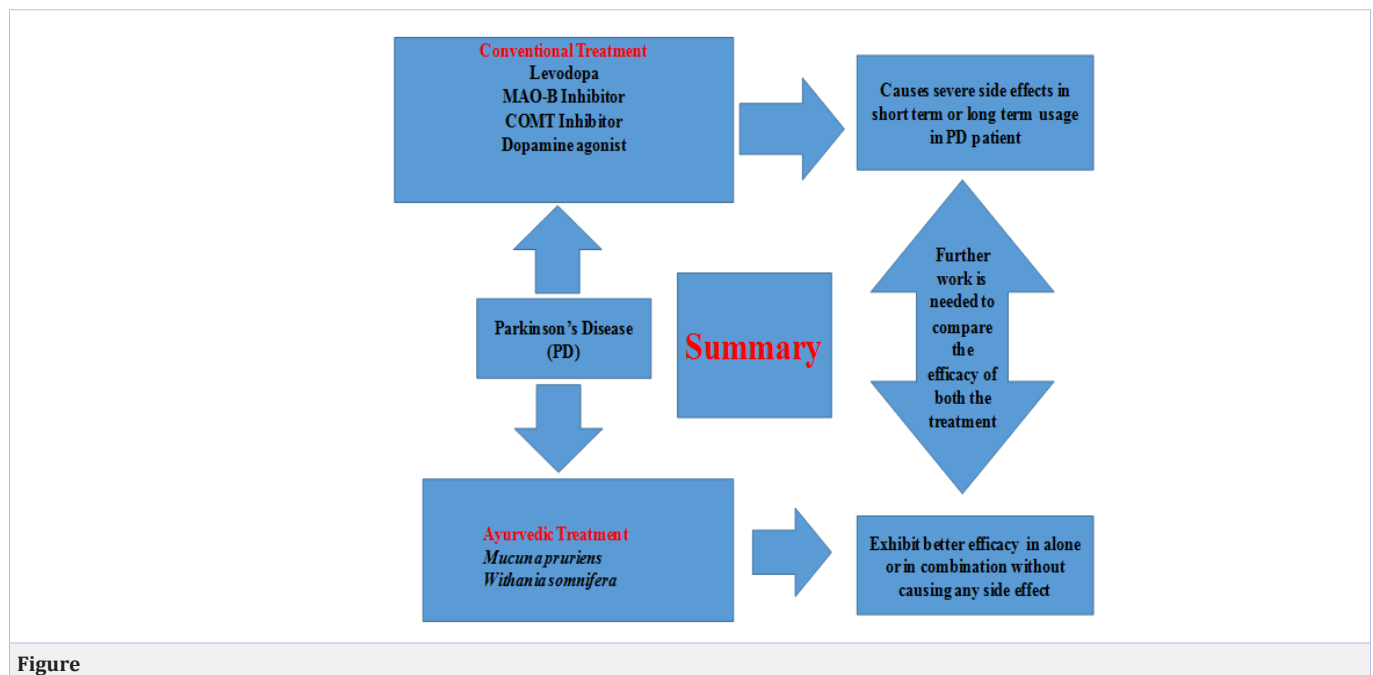 Conventional Treatment
Levodopa
MAO-B Inhibitor
COMT Inhibitor
Dopamine agonist
Causes severe side effects in
short term or long term usage
in PD patient
Parkinson's Disease
(PD)
Summary
Further
work is
needed to
compare
the
efficacy of
both the
treatment
Ayurvedic Treatment
Mucuna pruriens
Withania somnifera
Exhibit better efficacy in alone
or in combination without
causing any side effect
Figure